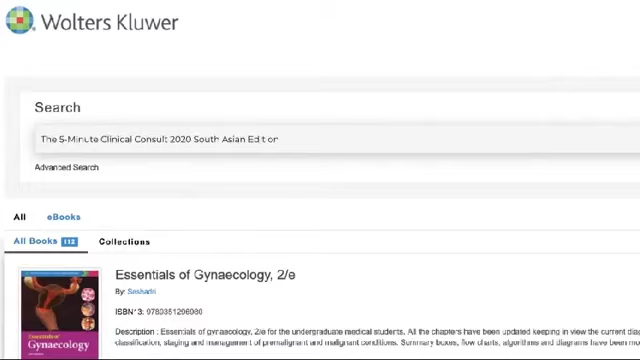 Wolters Kluwer
Search
The 5-Minute Clinical Consult 2020 South Asian Edition
Advanced Search
All eBooks
All Books 112 Collections
Essentials of Gynaecology, 2/e
By: Seshadri
ISBN13: 9789351296980
Description : Essentials of gynaecology, 2/e for the undergraduate medical students. All the chapters have been updated keeping in view the current
classification, staging and management of premalignant and malignant conditions. Summary boxes, flow charts, algorithms and diagrams have been
Essentials of
Gynaecology